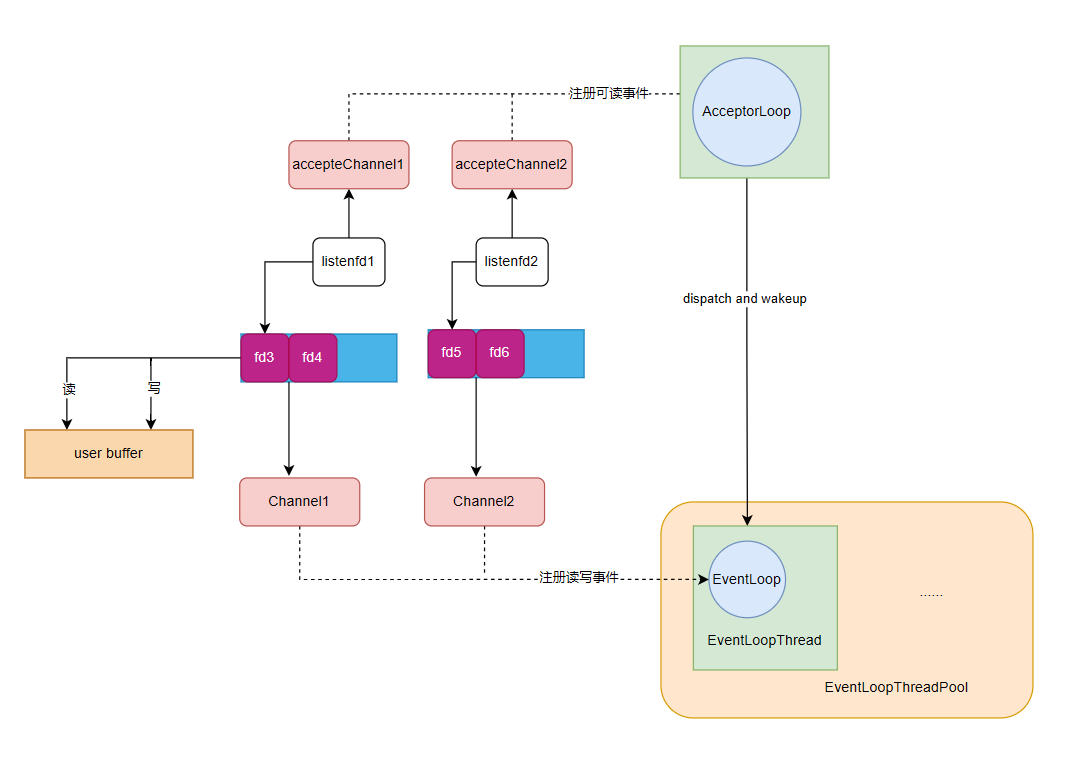 注册可读事件
AcceptorLoop
accepteChannel1
accepteChannel2
listenfd1
listenfd2
dispatch and wakeup
fd3
fd4
fd5
fd6
读
写
user buffer
Channel1
Channel2
注册读写事件
EventLoop
......
EventLoopThread
EventLoopThreadPool